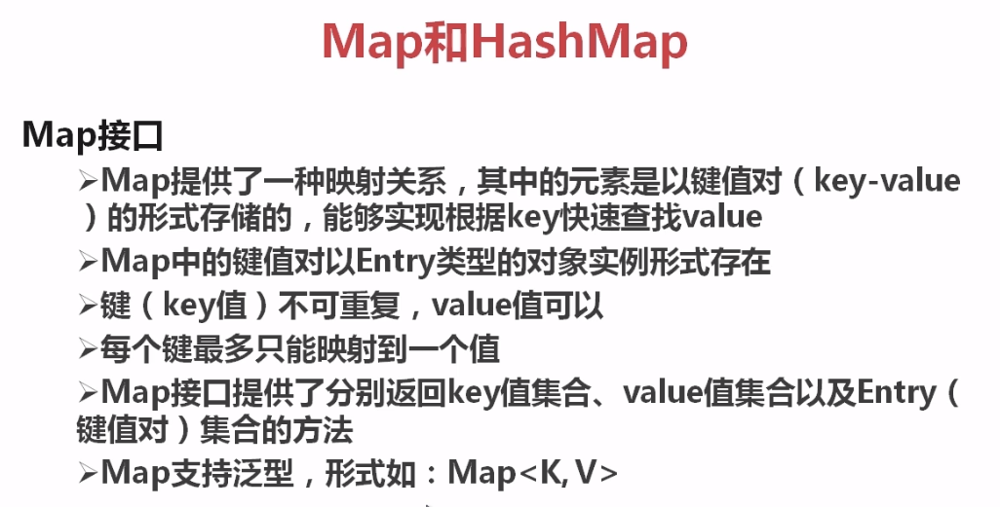 Map和HashMap
Map接口
➢Map提供了一种映射关系，其中的元素是以键值对（key-value
）的形式存储的，能够实现根据key快速查找value
➢Map中的键值对以Entry类型的对象实例形式存在
➢键（key值）不可重复，value值可以
➢每个键最多只能映射到一个值
➢Map接口提供了分别返回key值集合、value值集合以及Entry（
键值对）集合的方法
➢Map支持泛型，形式如：Map<K, V>